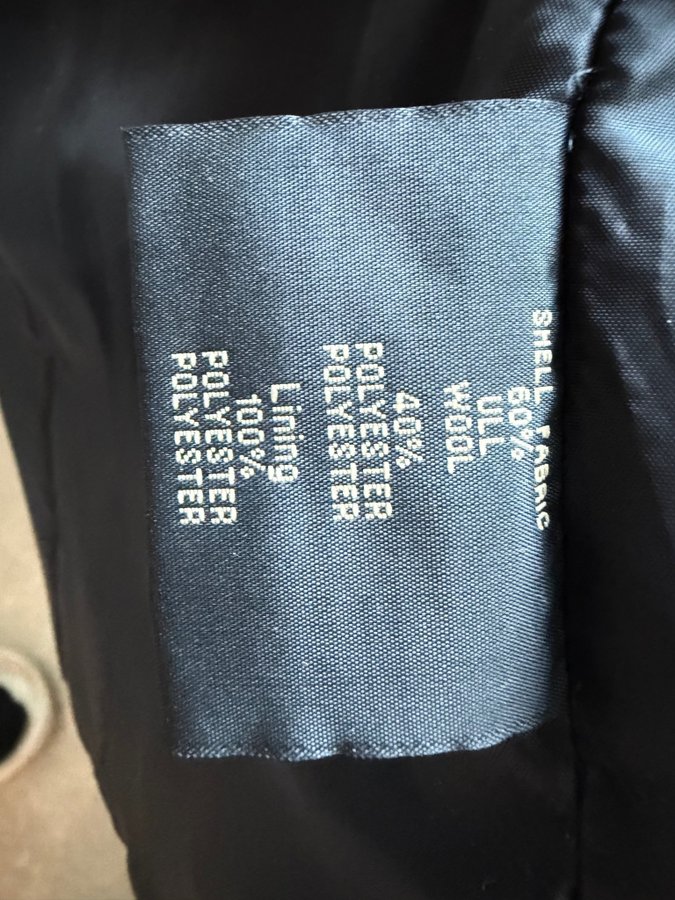 SHELL FABRIC
60%
ULL
WOOL
40%
POLYESTER
POLYESTER
Lining
100%
POLYESTER
POLYESTER